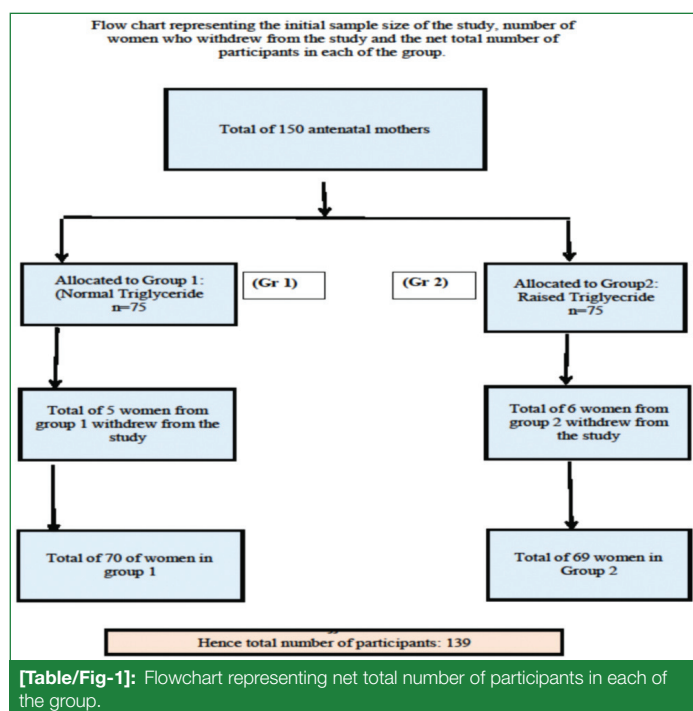 Flow chart representing the initial sample size of the study, number of
women who withdrew from the study and the net total number of
participants in each of the group.
Total of 150 antenatal mothers
Allocated to Group 1:
(Normal Triglyceride
n=75
(Gr 1)
(Gr 2)
Allocated to Group2:
Raised Triglyecride
n=75
Total of 5 women from
group 1 withdrew from the
study
Total of 6 women from
group 2 withdrew from
the study
Total of 70 of women in
group 1
Total of 69 women in
Group 2
Hence total number of participants: 139
[Table/Fig-1]: Flowchart representing net total number of participants in each of
the group.